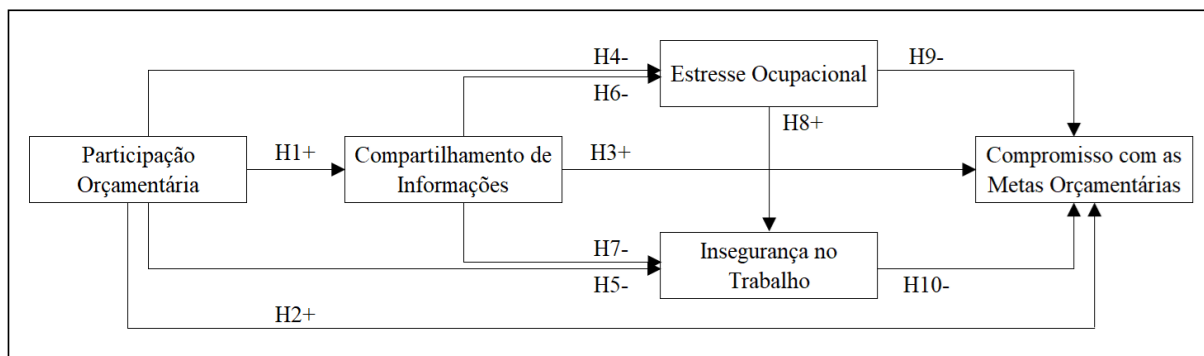 H4-
Estresse Ocupacional
H9-
H6-
H8+
Participação
Orçamentária
H1+
Compartilhamento de
Informações
H3+
Compromisso com as
Metas Orçamentárias
H7-
Insegurança no
Trabalho
H5-
H10-
H2+